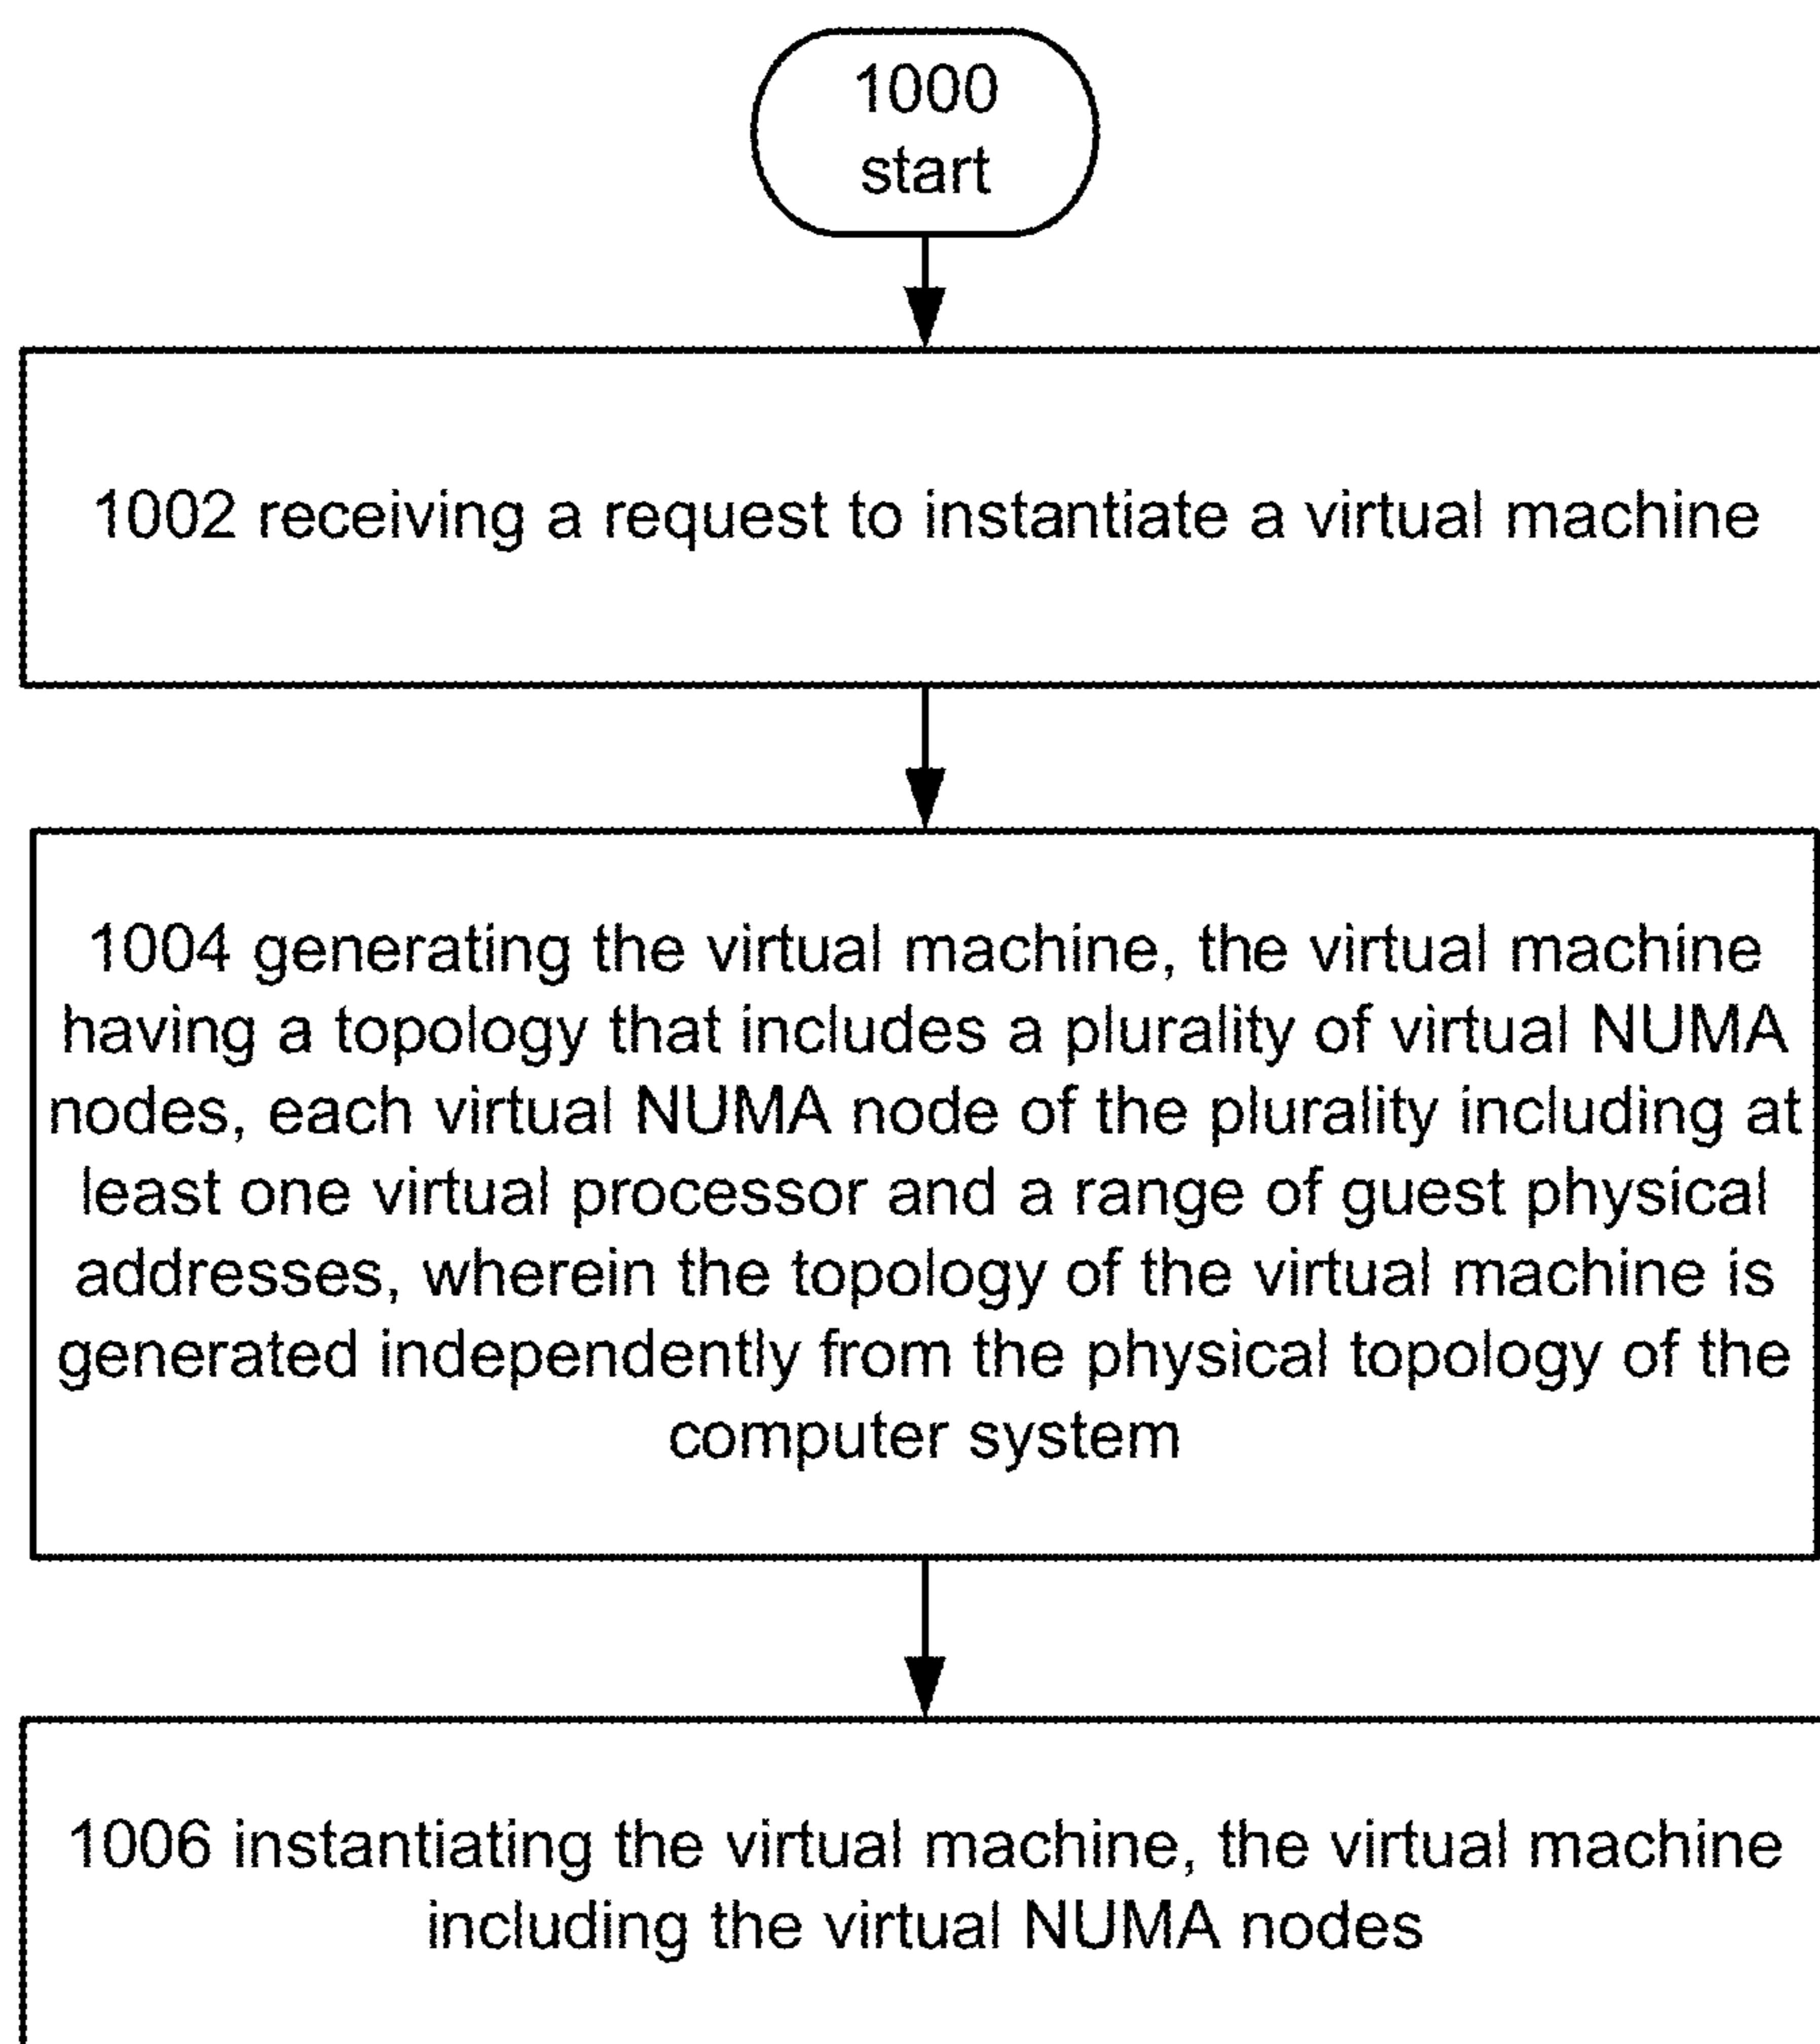 1000
start
1002 receiving a request to instantiate a virtual machine
1004 generating the virtual machine, the virtual machine
having a topology that includes a plurality of virtual NUMA
nodes, each virtual NUMA node of the plurality including at
least one virtual processor and a range of guest physical
addresses, wherein the topology of the virtual machine is
generated independently from the physical topology of the
computer system
1006 instantiating the virtual machine, the virtual machine
including the virtual NUMA nodes